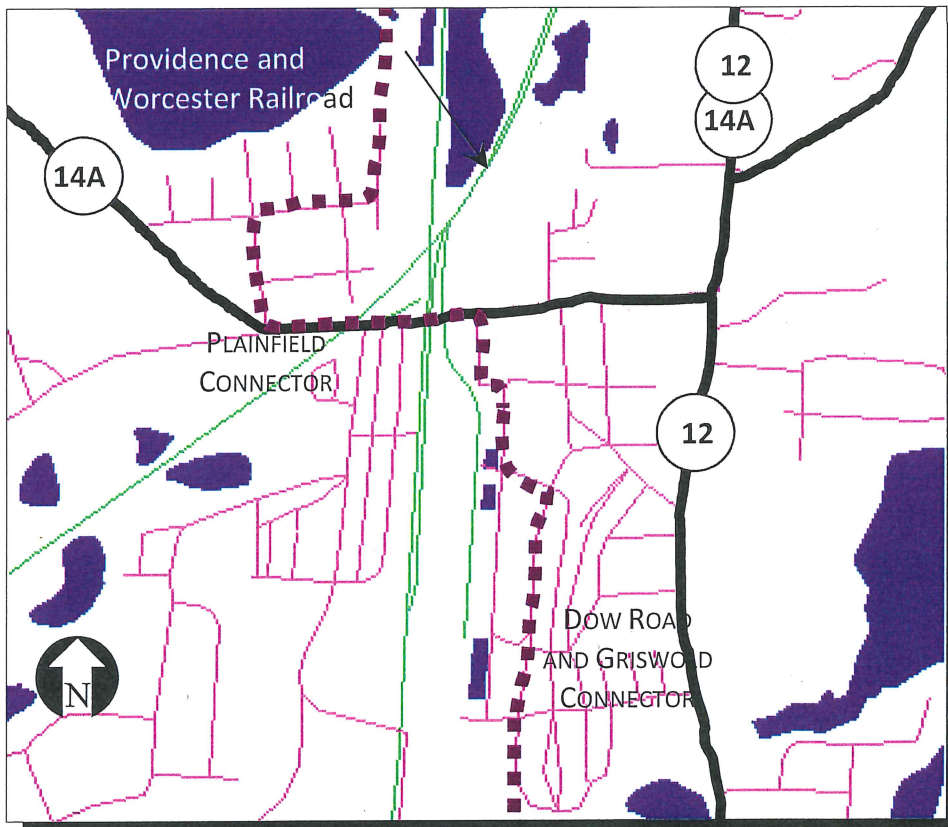 Providence and
Worcester Railroad
12
14A
14A
PLAINFIELD
CONNECTOR
12
DOW ROAD
AND GRISWOLD
CONNECTOR
N